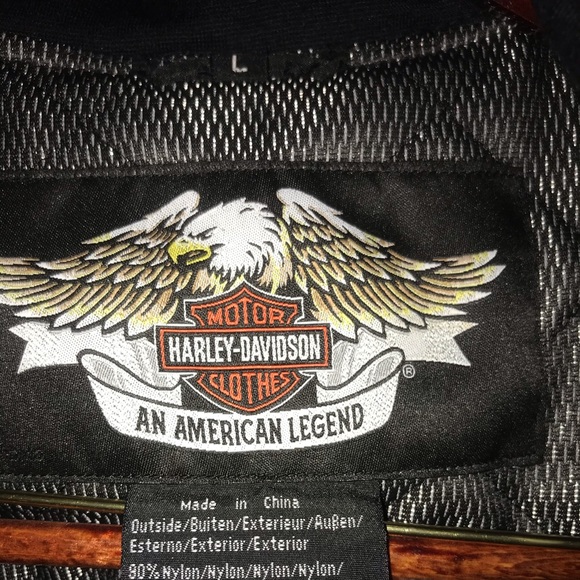 L
MOTOR
HARLEY-DAVIDSON
CLOTHES
®
AN AMERICAN LEGEND
Made in China
Outside/Buiten/Exterieur/Außen/
Esterno/Exterior/Exterior
90%Nylon/Nylon/Nylon/Nylon/